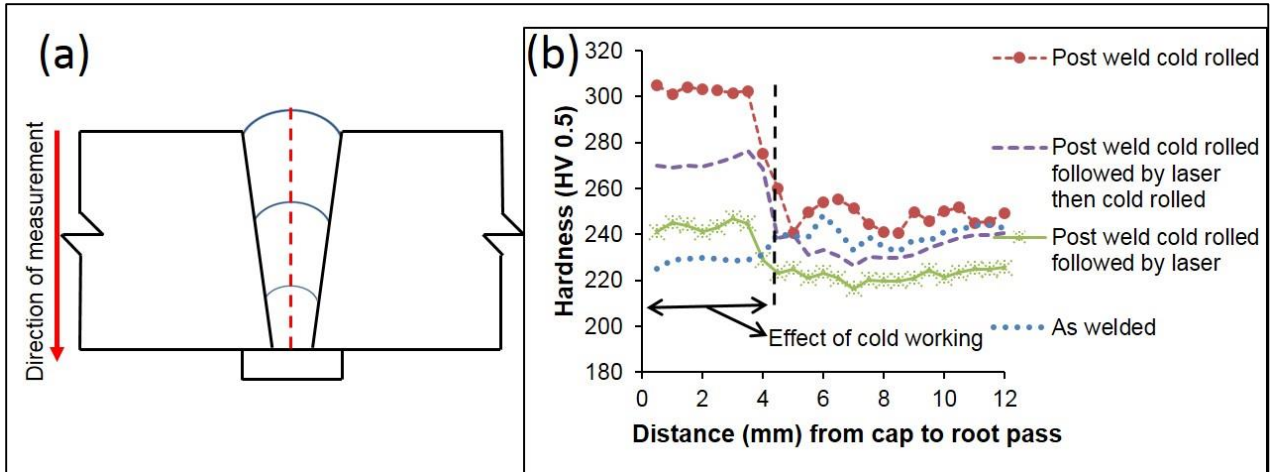 (a)
Direction of measurement
(b)
Hardness (HV 0.5)
320
300
280
260
240
220
200
180
0
2
4
6
8
10
12
Distance (mm) from cap to root pass
Effect of cold working
Post weld cold rolled
Post weld cold rolled
followed by laser
then cold rolled
Post weld cold rolled
followed by laser
As welded